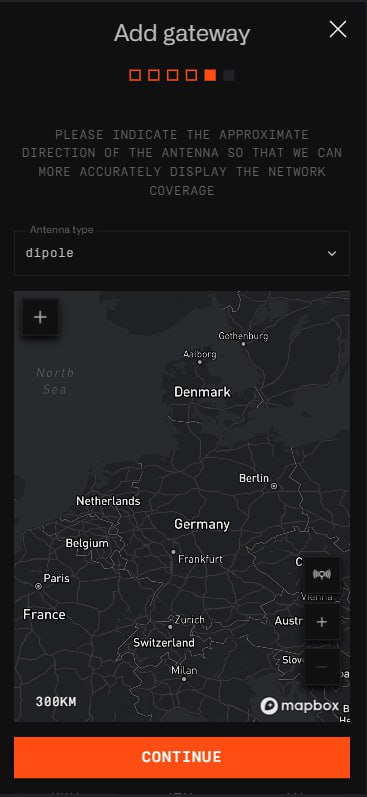 Add gateway
PLEASE INDICATE THE APPROXIMATE
DIRECTION OF THE ANTENNA SO THAT WE CAN
MORE ACCURATELY DISPLAY THE NETWORK
COVERAGE
Antenna type
dipole
Gothenburg
Aalborg
North
Sea
Denmark
Berlin
Netherlands
Germany
Belgium
Frankfurt
Paris
Vienna
France
Zurich
Austr
Switzerland
Slov
Milan
300KM
mapbox
CONTINUE